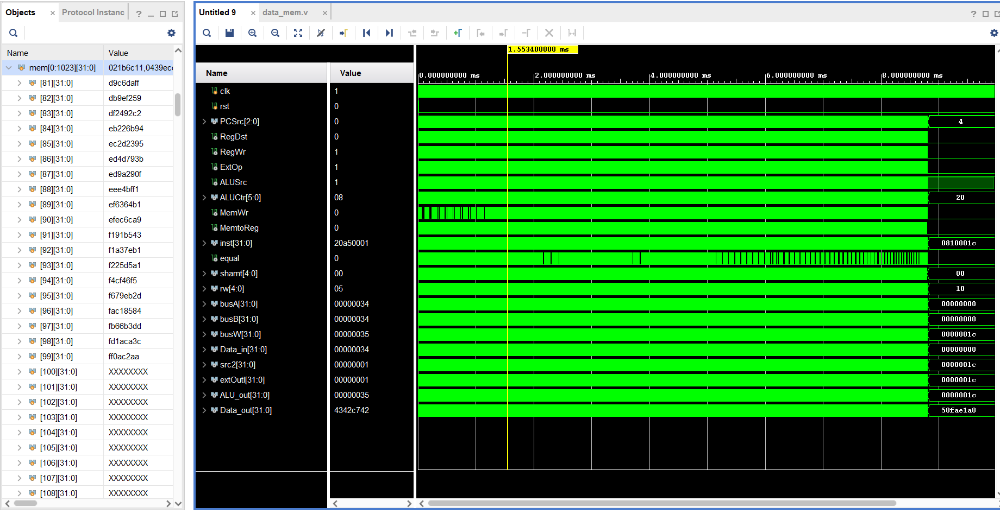 Objects × Protocol Instanc ?
Name Value
mem[0:1023][31:0] 021b6c11,0439ec
[81][31:0] d9c6daff
[82][31:0] db9ef259
[83][31:0] df2492c2
[84][31:0] eb226b94
[85][31:0] ec2d2395
[86][31:0] ed4d793b
[87][31:0] ed9a290f
[88][31:0] eee4bff1
[89][31:0] ef6364b1
[90][31:0] efec6ca9
[91][31:0] f191b543
[92][31:0] f1a37eb1
[93][31:0] f225d5a1
[94][31:0] f4cf46f5
[95][31:0] f679eb2d
[96][31:0] fac18584
[97][31:0] fb66b3dd
[98][31:0] fd1aca3c
[99][31:0] ff0ac2aa
[100][31:0] XXXXXXXX
[101][31:0] XXXXXXXX
[102][31:0] XXXXXXXX
[103][31:0] XXXXXXXX
[104][31:0] XXXXXXXX
[105][31:0] XXXXXXXX
[106][31:0] XXXXXXXX
[107][31:0] XXXXXXXX
[108][31:0] XXXXXXXX
Untitled 9 × data_mem.v × ?
1.553400000 ms
Name Value
0.000000000 ms 2.000000000 ms 4.000000000 ms 6.000000000 ms 8.000000000 ms
clk 1
rst 0
PCSrc[2:0] 0 4
RegDst 0
RegWr 1
ExtOp 1
ALUSrc 1
ALUCtr[5:0] 08 20
MemWr 0
MemtoReg 0
inst[31:0] 20a50001 0810001c
equal 0
shamt[4:0] 00 00
rw[4:0] 05 10
busA[31:0] 00000034 00000000
busB[31:0] 00000034 00000000
busW[31:0] 00000035 0000001c
Data_in[31:0] 00000034 00000000
src2[31:0] 00000001 0000001c
extOutI[31:0] 00000001 0000001c
ALU_out[31:0] 00000035 0000001c
Data_out[31:0] 4342c742 50fae1a0